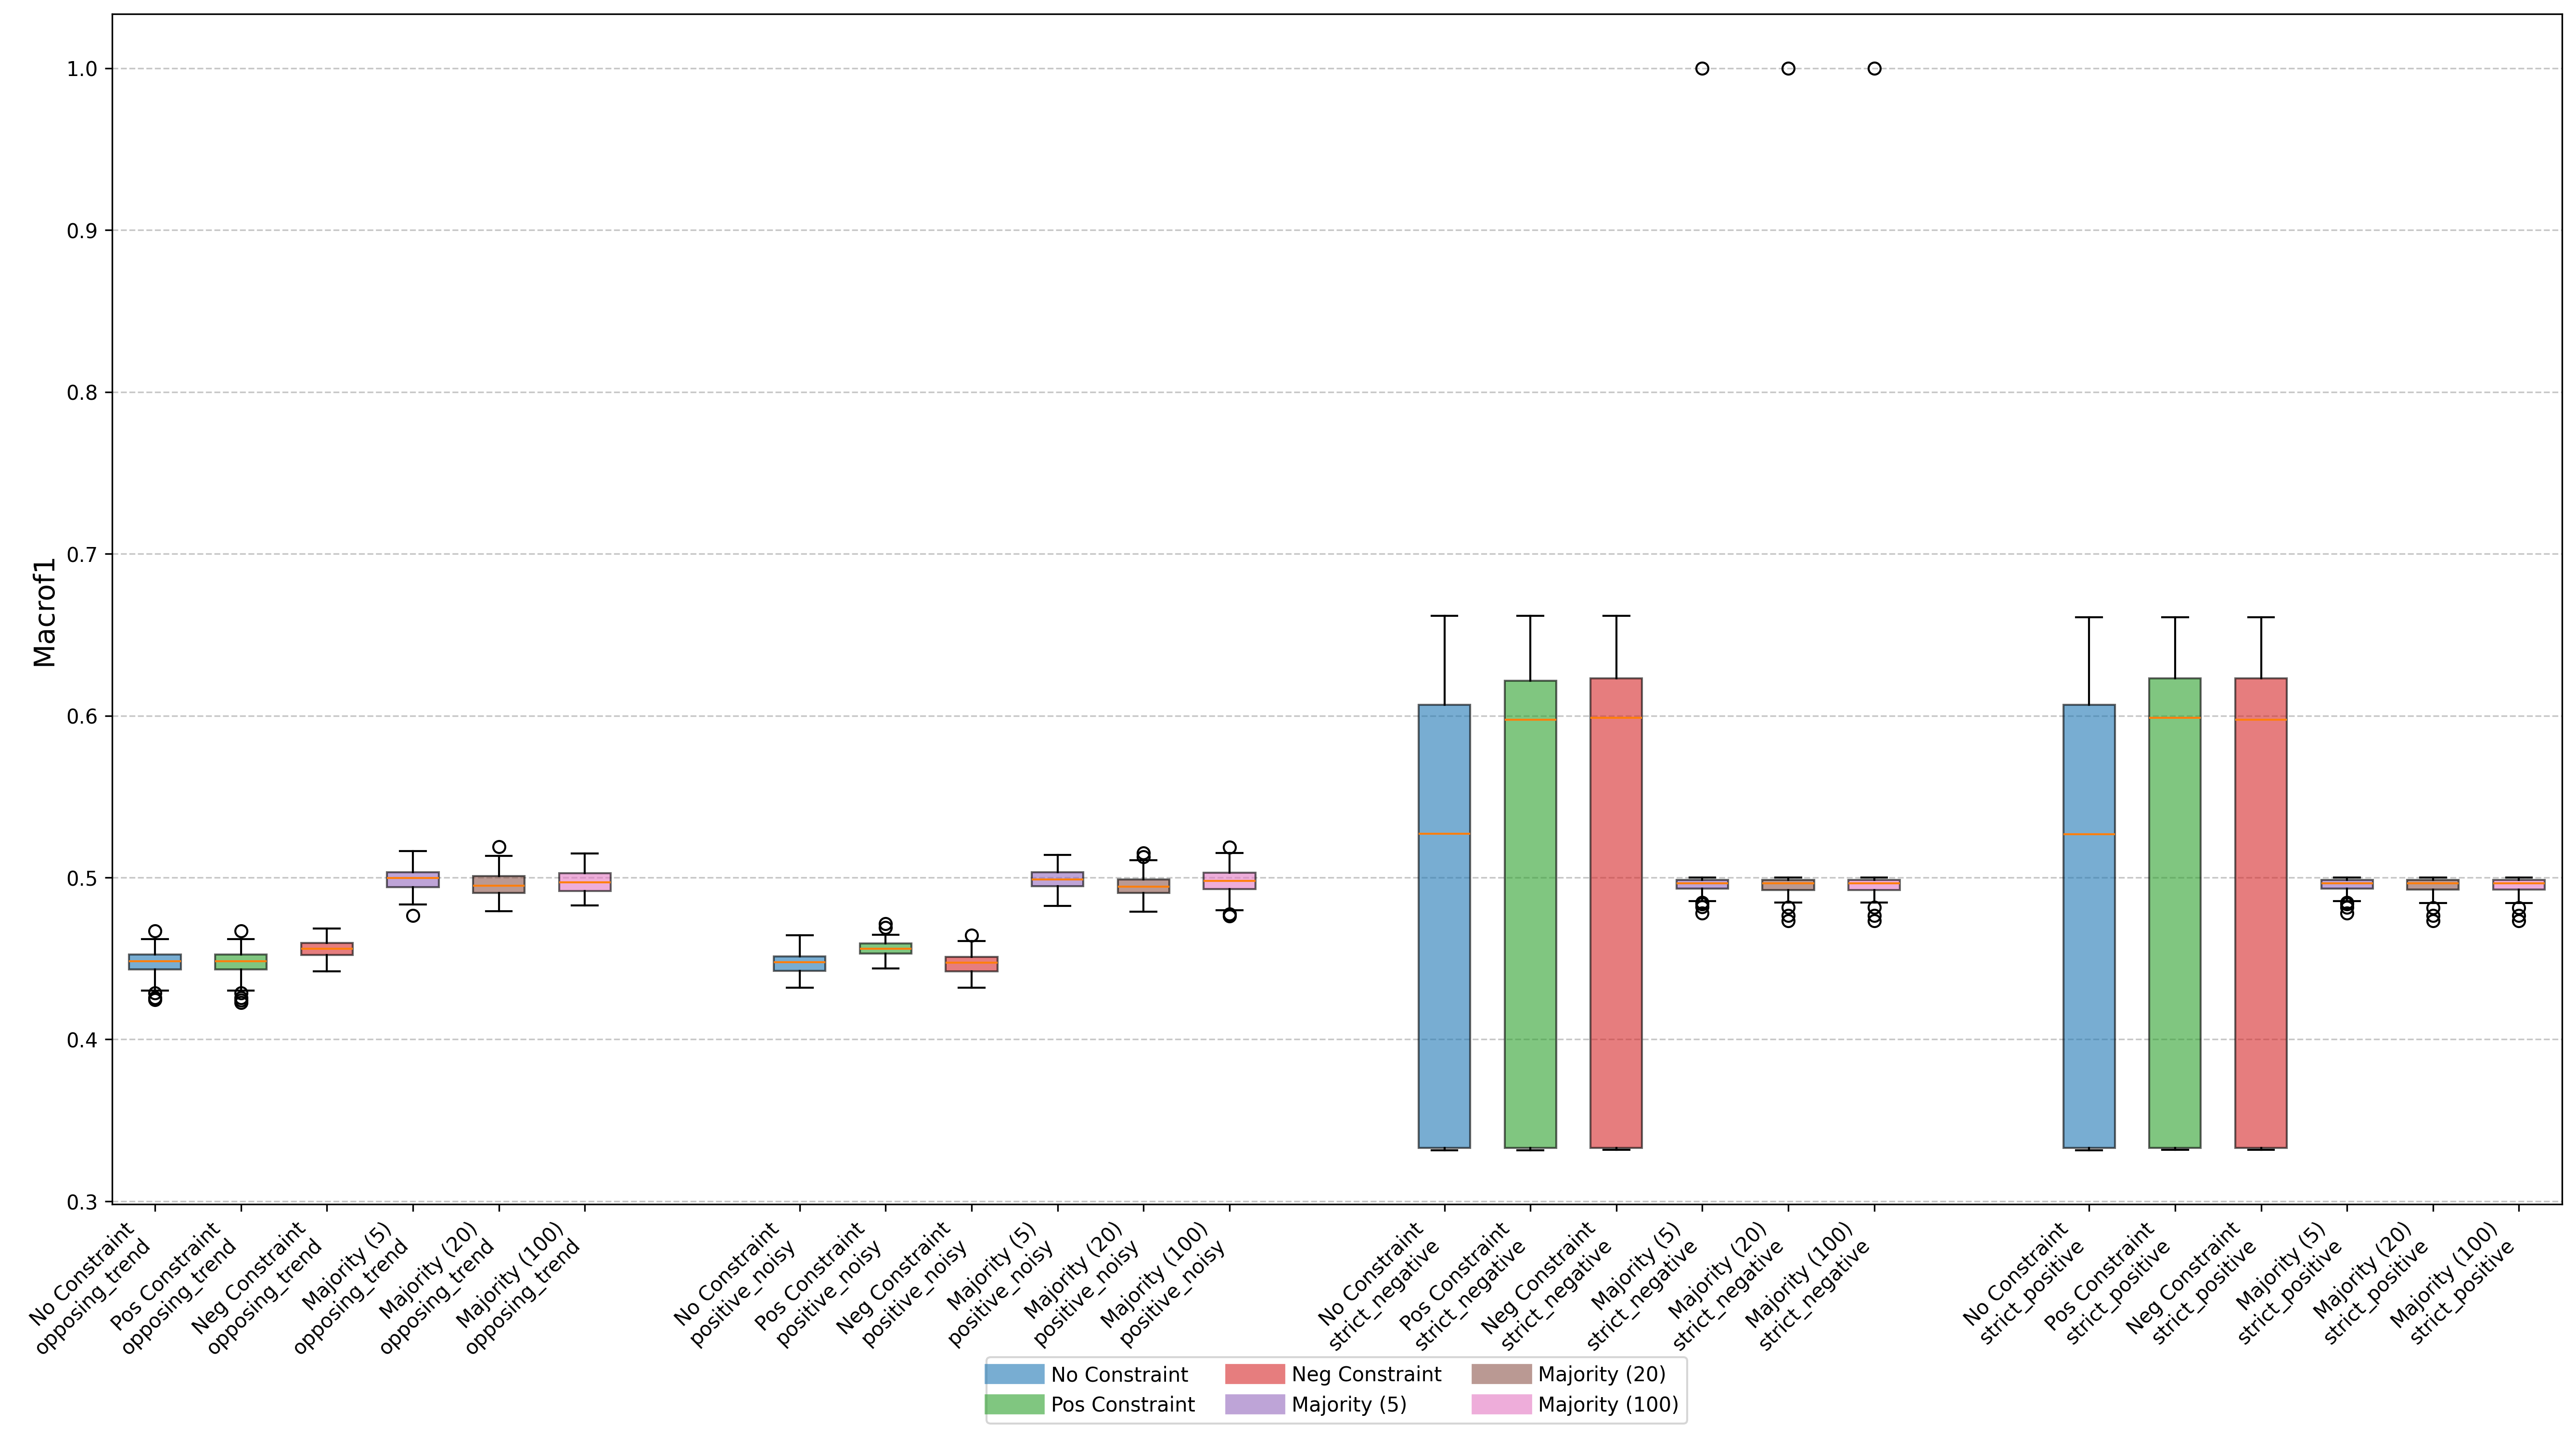 Macrof1
1.0
0.9
0.8
0.7
0.6
0.5
0.4
0.3
No Constraint
opposing_trend
Pos Constraint
opposing_trend
Neg Constraint
opposing_trend
Majority (5)
opposing_trend
Majority (20)
opposing_trend
Majority (100)
opposing_trend
No Constraint
positive_noisy
Pos Constraint
positive_noisy
Neg Constraint
positive_noisy
Majority (5)
positive_noisy
Majority (20)
positive_noisy
Majority (100)
positive_noisy
No Constraint
strict_negative
Pos Constraint
strict_negative
Neg Constraint
strict_negative
Majority (5)
strict_negative
Majority (20)
strict_negative
Majority (100)
strict_negative
No Constraint
strict_positive
Pos Constraint
strict_positive
Neg Constraint
strict_positive
Majority (5)
strict_positive
Majority (20)
strict_positive
Majority (100)
strict_positive
No Constraint
Pos Constraint
Neg Constraint
Majority (5)
Majority (20)
Majority (100)